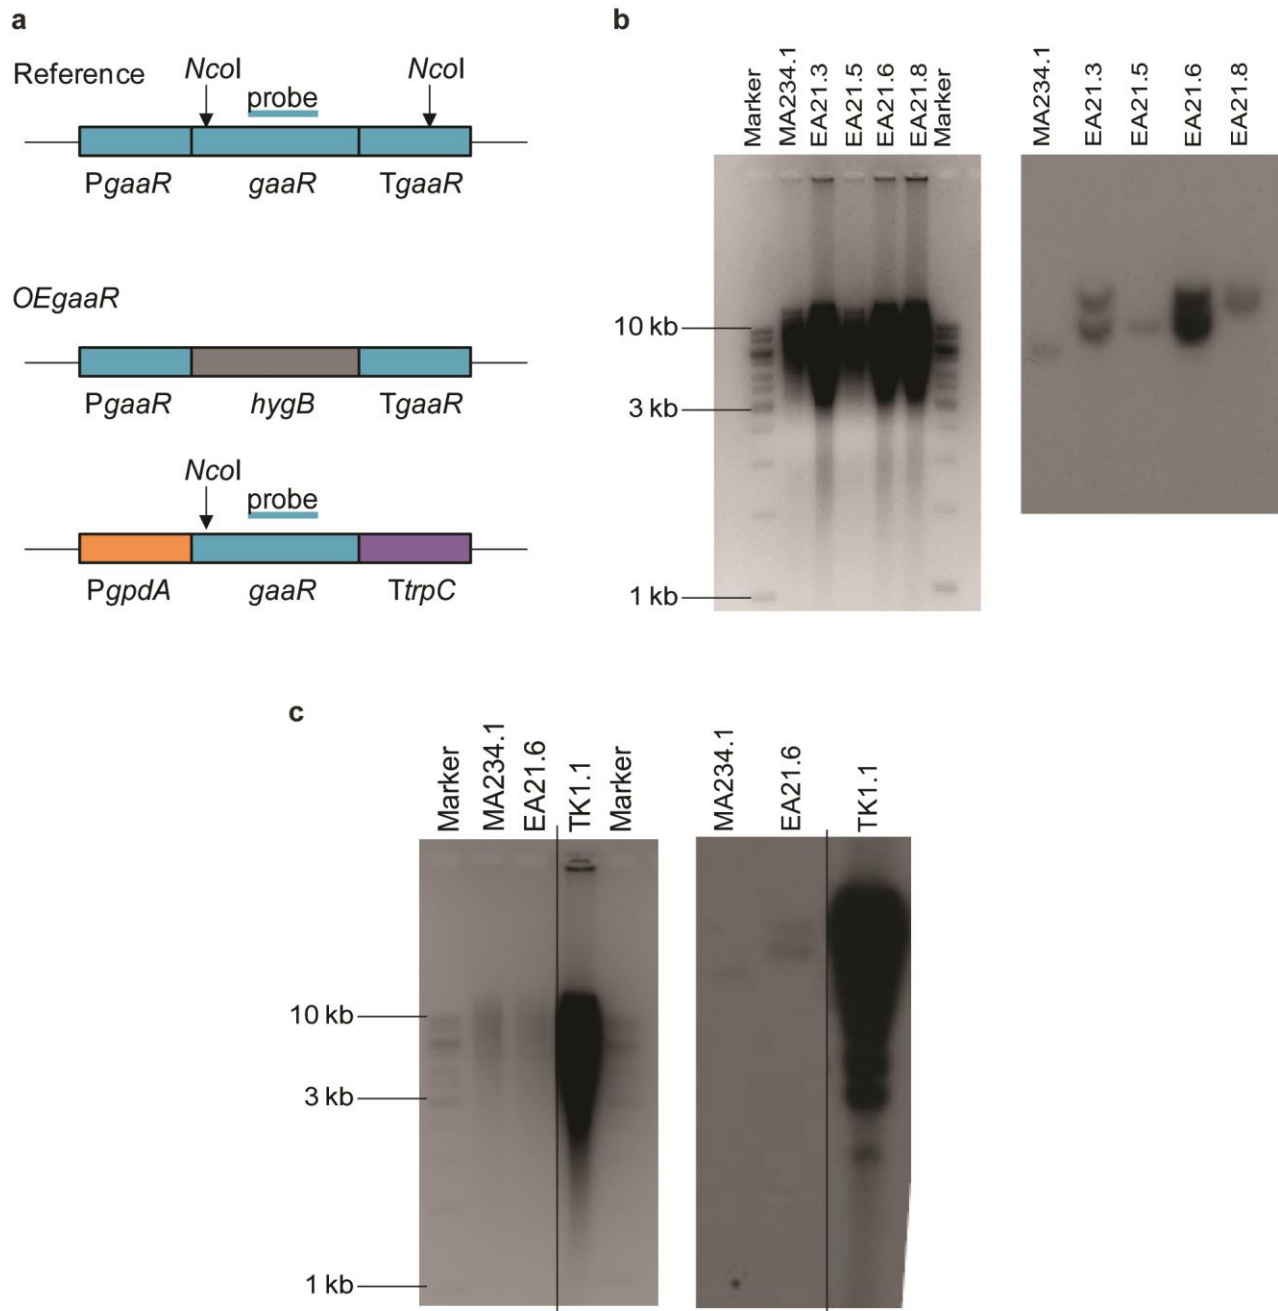 a
Reference
NcoI
NcoI
probe
PgaaR gaaR TgaaR
OEgaaR
PgaaR hygB TgaaR
NcoI
probe
PgpdA gaaR TtrpC
b
Marker
MA234.1
EA21.3
EA21.5
EA21.6
EA21.8
Marker
10 kb
3 kb
1 kb
MA234.1
EA21.3
EA21.5
EA21.6
EA21.8
c
Marker
MA234.1
EA21.6
TK1.1
Marker
10 kb
3 kb
1 kb
MA234.1
EA21.6
TK1.1